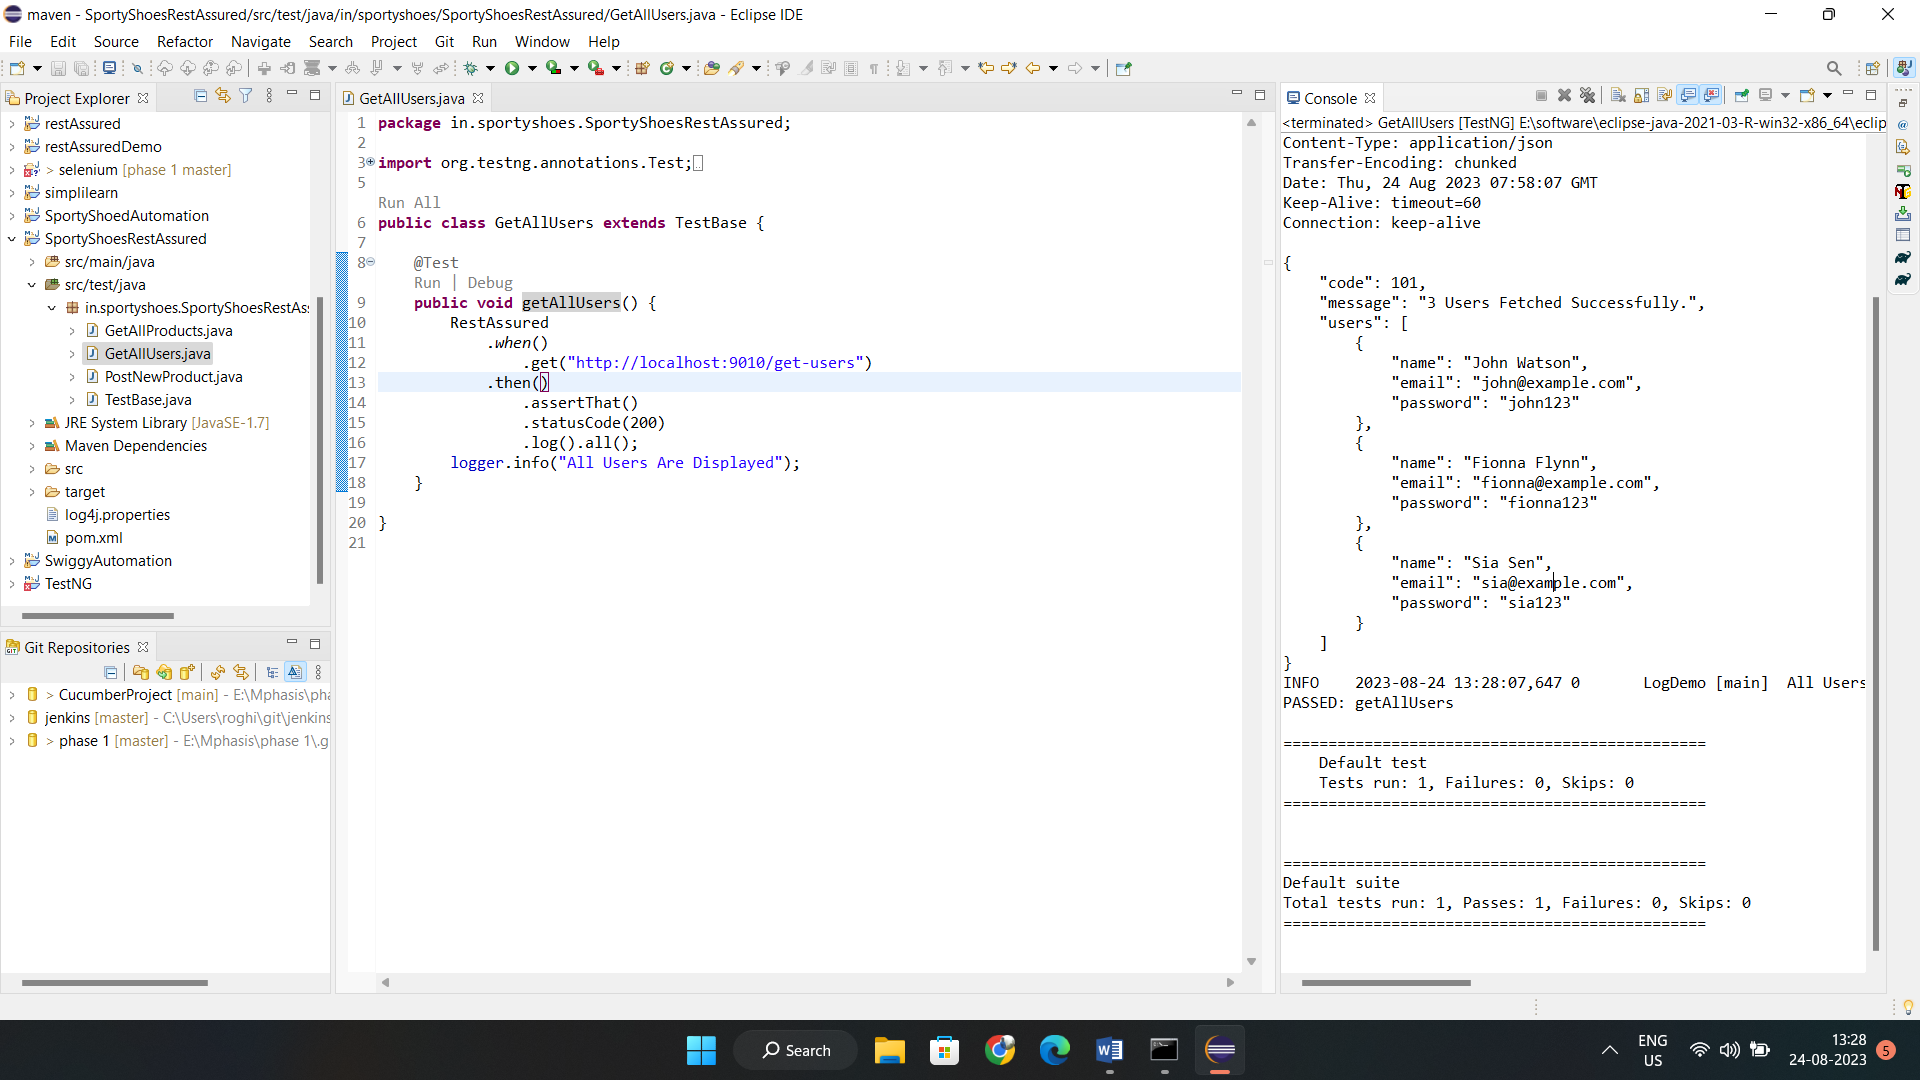 maven - SportyShoesRestAssured/src/test/java/in/sportyshoes/SportyShoesRestAssured/GetAllUsers.java - Eclipse IDE
File Edit Source Refactor Navigate Search Project Git Run Window Help
Project Explorer
restAssured
restAssuredDemo
> selenium [phase 1 master]
simplilearn
SportyShoedAutomation
SportyShoesRestAssured
src/main/java
src/test/java
in.sportyshoes.SportyShoesRestAs
GetAllProducts.java
GetAllUsers.java
PostNewProduct.java
TestBase.java
JRE System Library [JavaSE-1.7]
Maven Dependencies
src
target
log4j.properties
pom.xml
SwiggyAutomation
TestNG
Git Repositories
> CucumberProject [main] - E:\Mphasis\pha
jenkins [master] - C:\Users\roghi\git\jenkins
> phase 1 [master] - E:\Mphasis\phase 1\.g
GetAllUsers.java
1 package in.sportyshoes.SportyShoesRestAssured;
2
3 import org.testng.annotations.Test;
5
Run All
6 public class GetAllUsers extends TestBase {
7
8 @Test
Run | Debug
9 public void getAllUsers() {
10 RestAssured
11 .when()
12 .get("http://localhost:9010/get-users")
13 .then()
14 .assertThat()
15 .statusCode(200)
16 .log().all();
17 logger.info("All Users Are Displayed");
18 }
19
20 }
21
Console
<terminated> GetAllUsers [TestNG] E:\software\eclipse-java-2021-03-R-win32-x86_64\eclip
Content-Type: application/json
Transfer-Encoding: chunked
Date: Thu, 24 Aug 2023 07:58:07 GMT
Keep-Alive: timeout=60
Connection: keep-alive
{
"code": 101,
"message": "3 Users Fetched Successfully.",
"users": [
{
"name": "John Watson",
"email": "john@example.com",
"password": "john123"
},
{
"name": "Fionna Flynn",
"email": "fionna@example.com",
"password": "fionna123"
},
{
"name": "Sia Sen",
"email": "sia@example.com",
"password": "sia123"
}
]
}
INFO 2023-08-24 13:28:07,647 0 LogDemo [main] All Users
PASSED: getAllUsers
===============================================
Default test
Tests run: 1, Failures: 0, Skips: 0
===============================================
===============================================
Default suite
Total tests run: 1, Passes: 1, Failures: 0, Skips: 0
===============================================
Search
ENG
US
13:28
24-08-2023
5